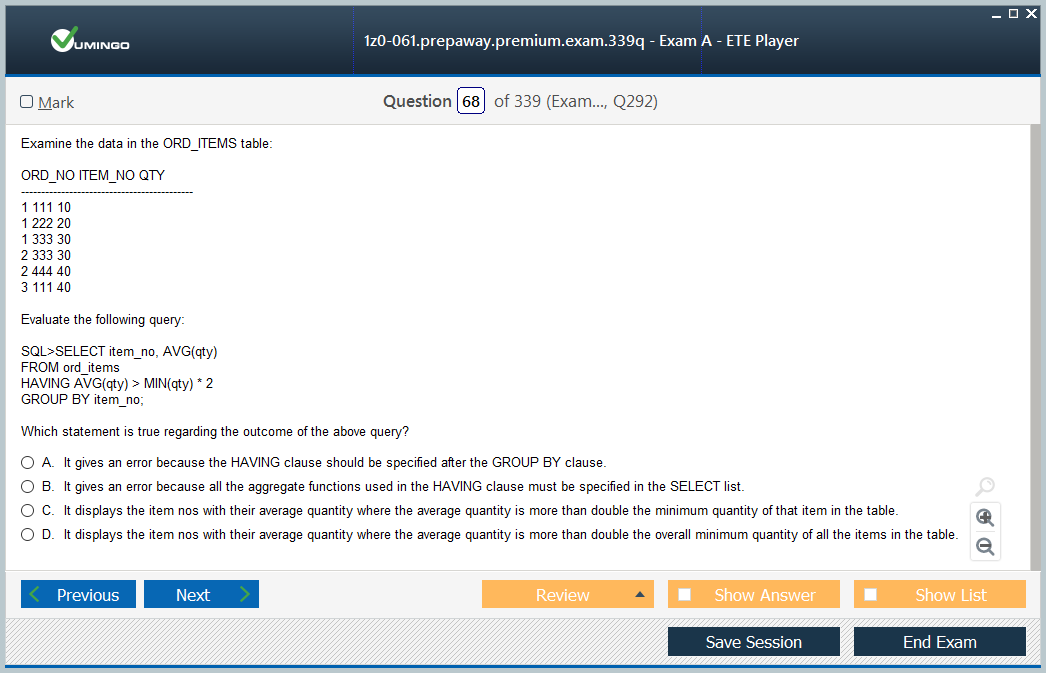 VUMINGO
1z0-061.prepaway.premium.exam.339q - Exam A - ETE Player
Mark
Question 68 of 339 (Exam..., Q292)
Examine the data in the ORD_ITEMS table:
ORD_NO ITEM_NO QTY
-------------------------------------------
1 111 10
1 222 20
1 333 30
2 333 30
2 444 40
3 111 40
Evaluate the following query:
SQL>SELECT item_no, AVG(qty)
FROM ord_items
HAVING AVG(qty) > MIN(qty) * 2
GROUP BY item_no;
Which statement is true regarding the outcome of the above query?
A. It gives an error because the HAVING clause should be specified after the GROUP BY clause.
B. It gives an error because all the aggregate functions used in the HAVING clause must be specified in the SELECT list.
C. It displays the item nos with their average quantity where the average quantity is more than double the minimum quantity of that item in the table.
D. It displays the item nos with their average quantity where the average quantity is more than double the overall minimum quantity of all the items in the table.
Previous
Next
Review
Show Answer
Show List
Save Session
End Exam